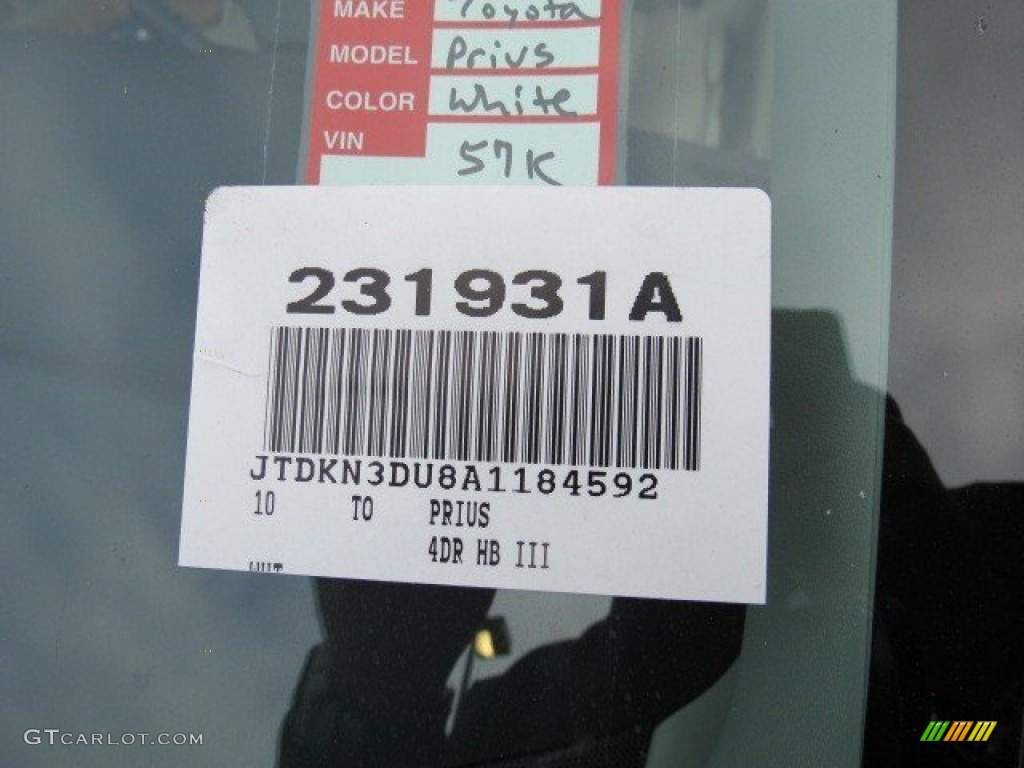 MAKE Toyota
MODEL Prius
COLOR White
VIN 57K
231931A
JTDKN3DU8A1184592
10 TO PRIUS
4DR HB III
GTCARLOT.COM